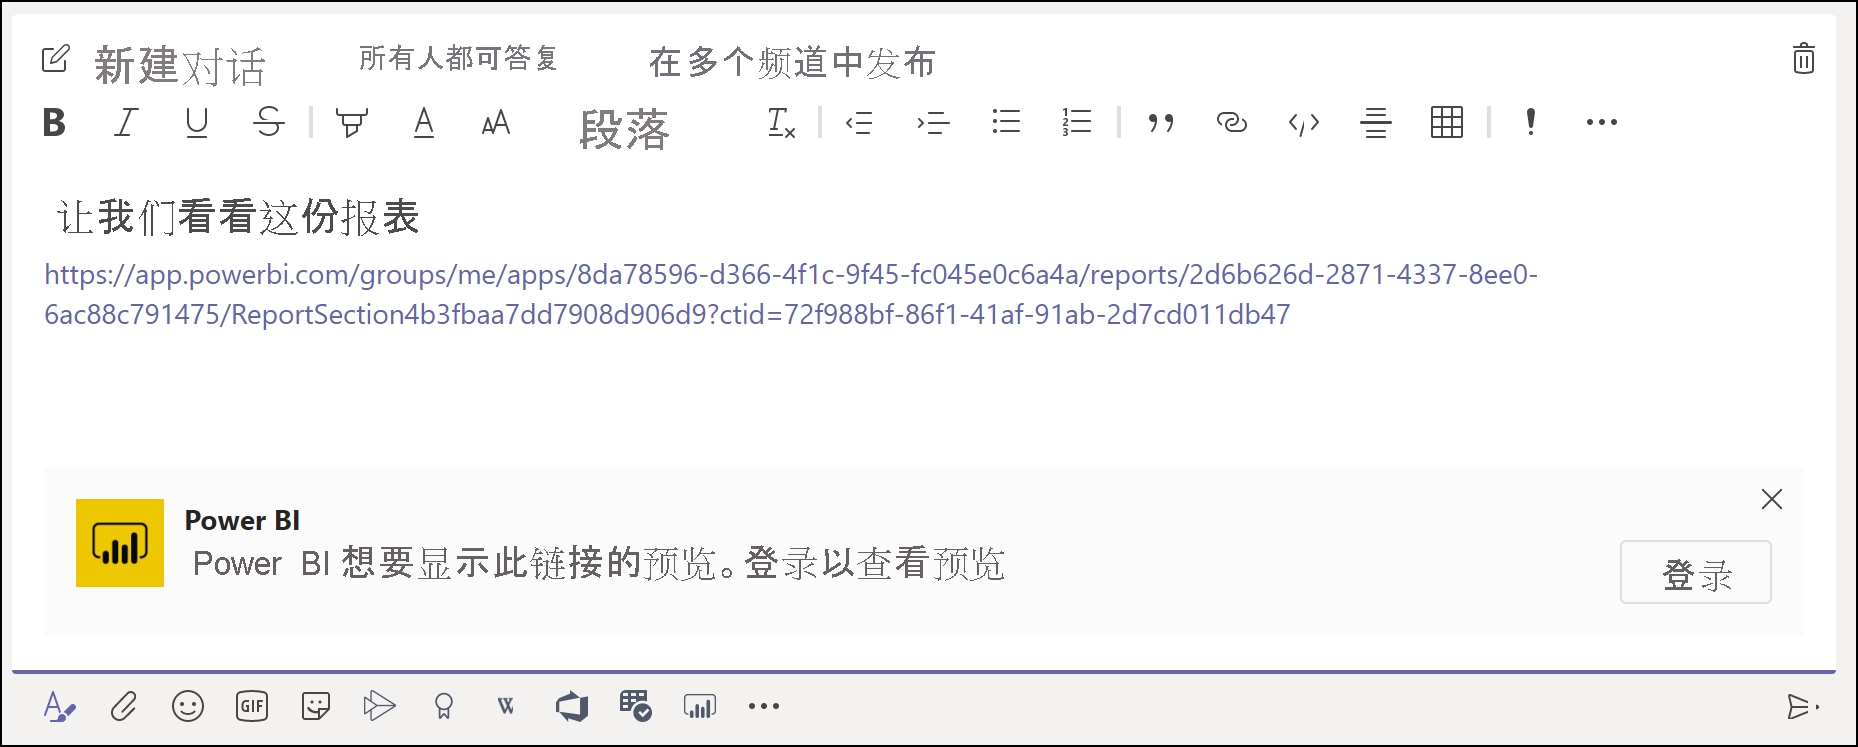 新建对话 所有人都可答复 在多个频道中发布
B I U S A AA 段落
让我们看看这份报表
https://app.powerbi.com/groups/me/apps/8da78596-d366-4f1c-9f45-fc045e0c6a4a/reports/2d6b626d-2871-4337-8ee0-
6ac88c791475/ReportSection4b3fbaa7dd7908d906d9?ctid=72f988bf-86f1-41af-91ab-2d7cd011db47
Power BI
Power BI 想要显示此链接的预览。登录以查看预览
登录
GIF